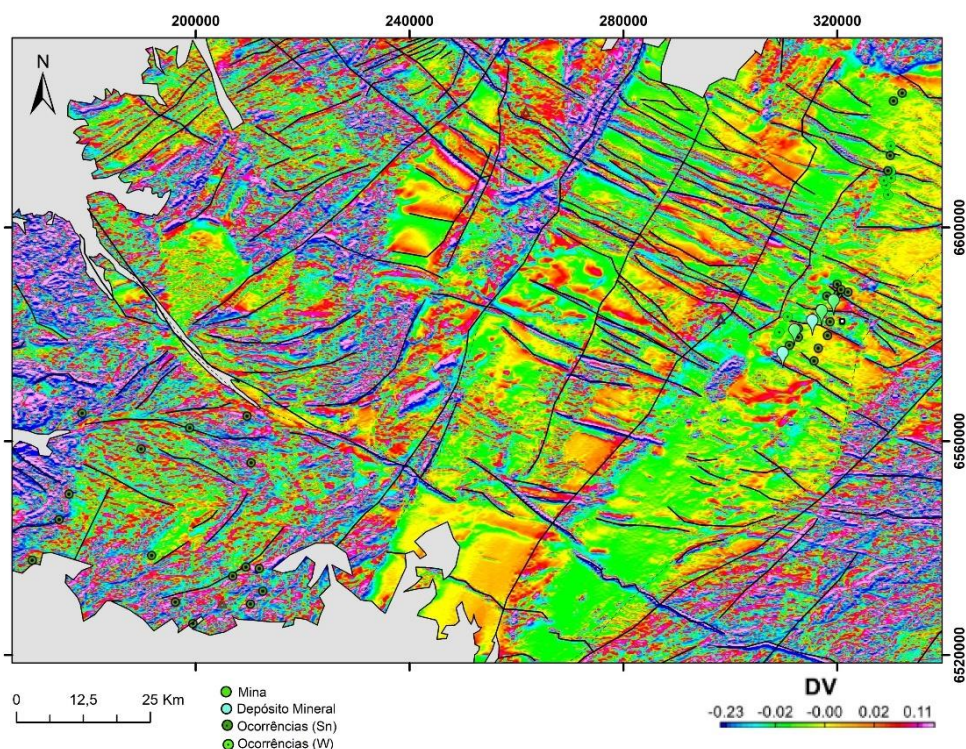 200000 240000 280000 320000
N
6600000
6560000
6520000
0 12,5 25 Km
Mina
Depósito Mineral
Ocorrências (Sn)
Ocorrências (W)
DV
-0.23 -0.02 -0.00 0.02 0.11